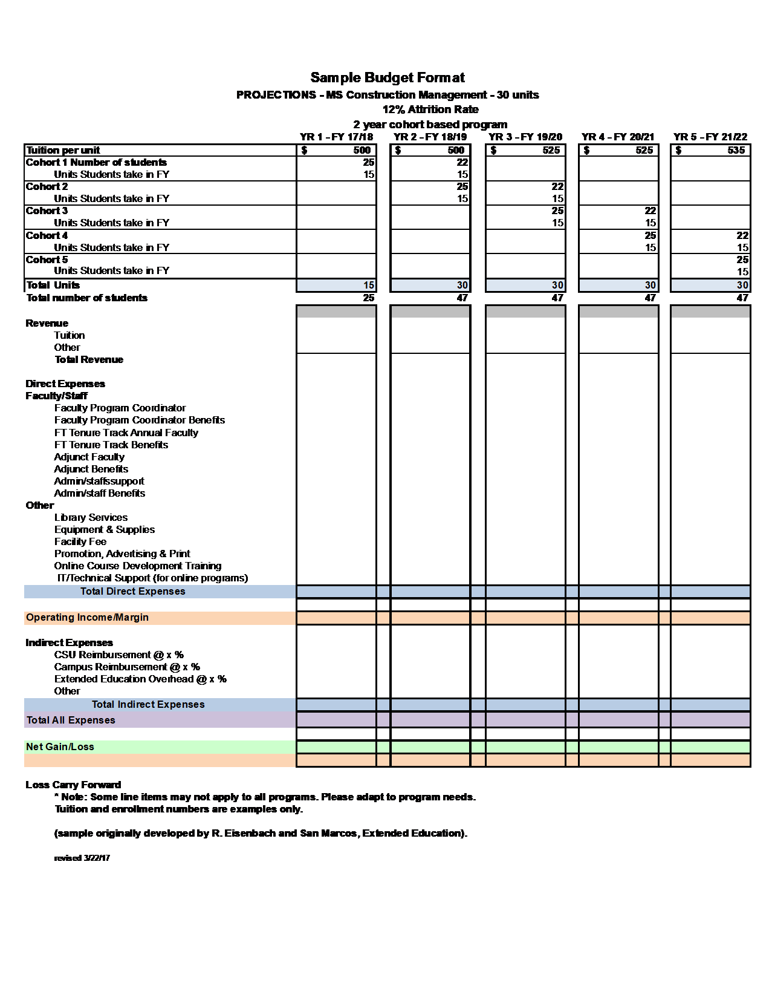 Sample Budget Format
PROJECTIONS - MS Construction Management - 30 units
12% Attrition Rate
2 year cohort based program
YR 1 - FY 17/18 YR 2 - FY 18/19 YR 3 - FY 19/20 YR 4 - FY 20/21 YR 5 - FY 21/22
Tuition per unit $ 500 $ 500 $ 525 $ 525 $ 535
Cohort 1 Number of students 25 22
Units Students take in FY 15 15
Cohort 2 25 22
Units Students take in FY 15 15
Cohort 3 25 22
Units Students take in FY 15 15
Cohort 4 25 22
Units Students take in FY 15 15
Cohort 5 25
Units Students take in FY 15
Total Units 15 30 30 30 30
Total number of students 25 47 47 47 47
Revenue
Tuition
Other
Total Revenue
Direct Expenses
Faculty/Staff
Faculty Program Coordinator
Faculty Program Coordinator Benefits
FT Tenure Track Annual Faculty
FT Tenure Track Benefits
Adjunct Faculty
Adjunct Benefits
Admin/staffssupport
Admin/staff Benefits
Other
Library Services
Equipment & Supplies
Facility Fee
Promotion, Advertising & Print
Online Course Development Training
IT/Technical Support (for online programs)
Total Direct Expenses
Operating Income/Margin
Indirect Expenses
CSU Reimbursement @ x %
Campus Reimbursement @ x %
Extended Education Overhead @ x %
Other
Total Indirect Expenses
Total All Expenses
Net Gain/Loss
Loss Carry Forward
* Note: Some line items may not apply to all programs. Please adapt to program needs.
Tuition and enrollment numbers are examples only.
(sample originally developed by R. Eisenbach and San Marcos, Extended Education).
revised 3/22/17